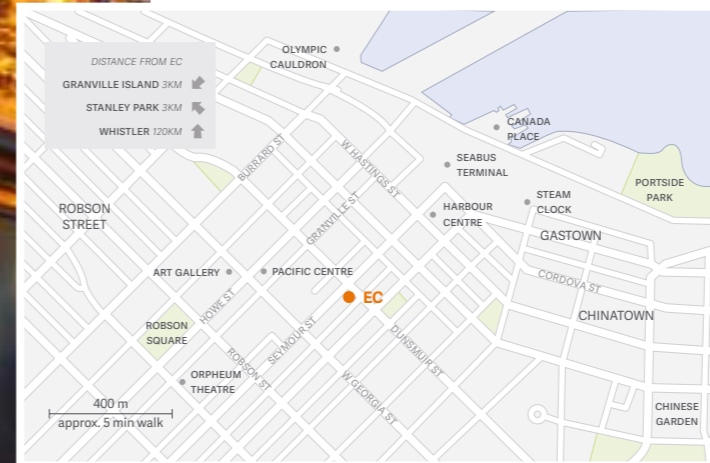 DISTANCE FROM EC
GRANVILLE ISLAND 3KM
STANLEY PARK 3KM
WHISTLER 120KM
OLYMPIC
CAULDRON
CANADA
PLACE
BURRARD ST
W.HASTINGS ST
SEABUS
TERMINAL
PORTSIDE
PARK
ROBSON
STREET
GRANVILLE ST
HARBOUR
CENTRE
STEAM
CLOCK
GASTOWN
ART GALLERY
PACIFIC CENTRE
CORDOVA ST
HOWE ST
EC
CHINATOWN
ROBSON
SQUARE
SEYMOUR ST
DUNSMUIR ST
ROBSON ST
ORPHEUM
THEATRE
W.GEORGIA ST
400 m
approx. 5 min walk
CHINESE
GARDEN